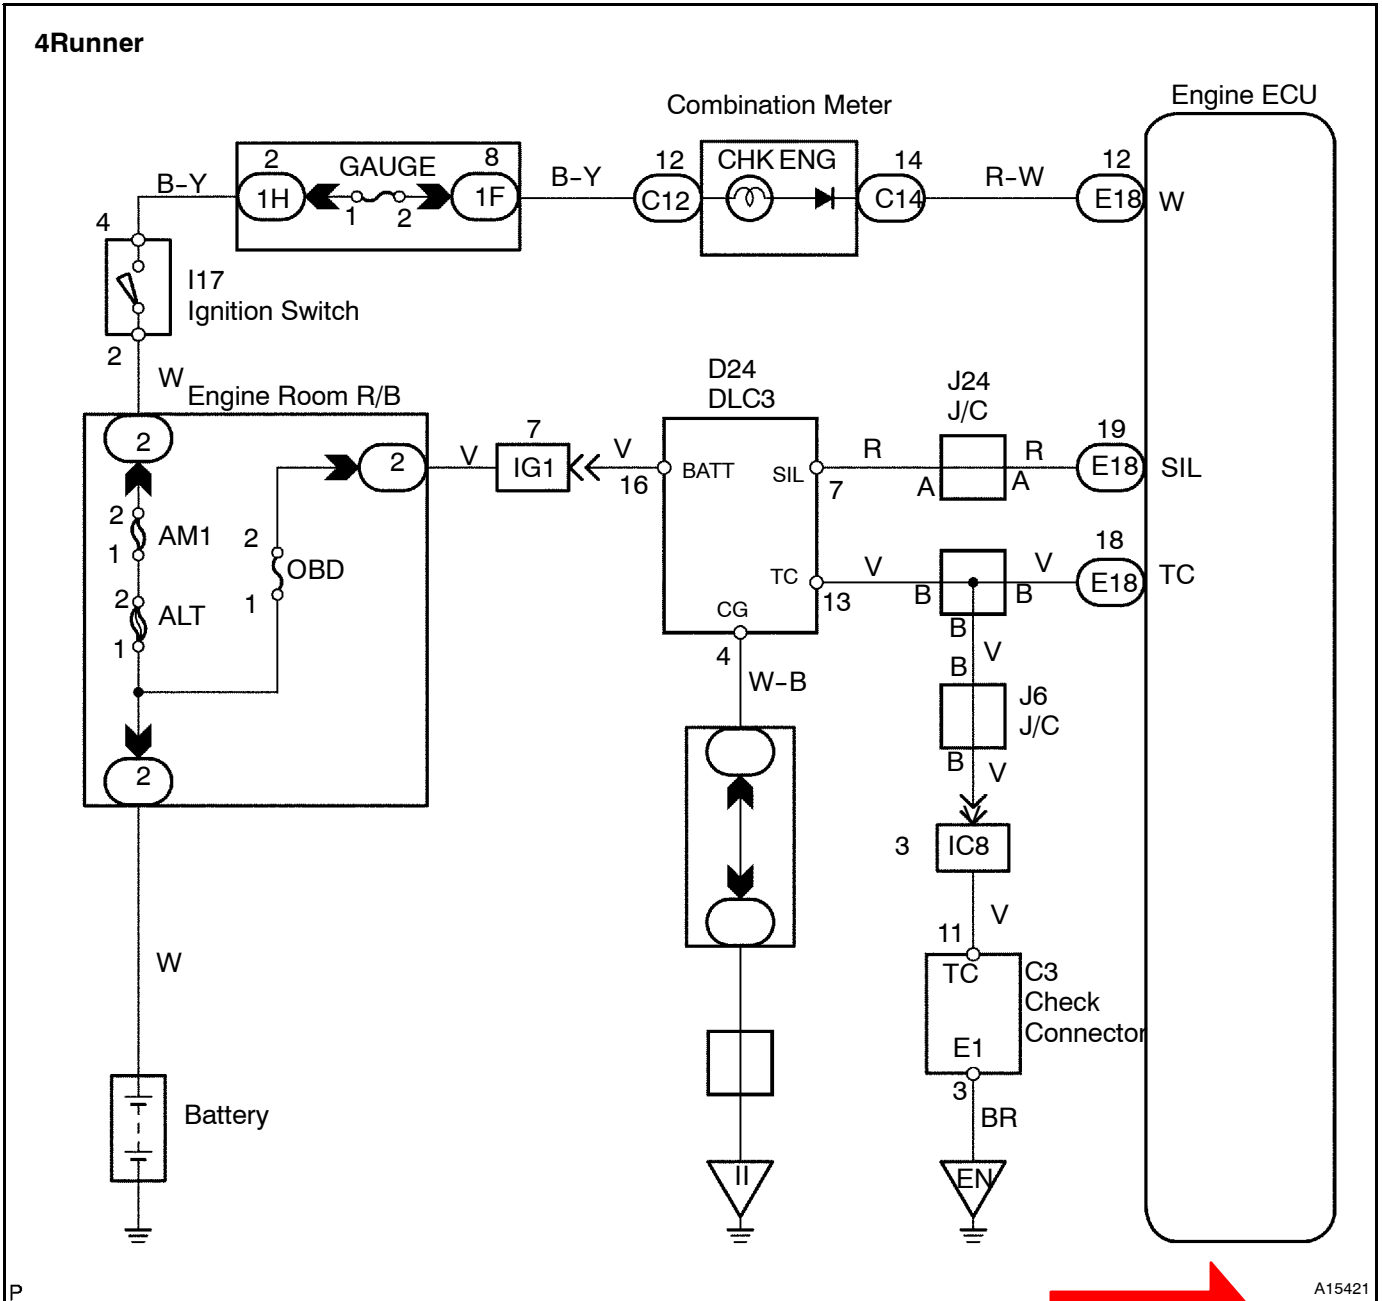 4Runner
Engine ECU
Combination Meter
2
GAUGE
8
12
CHK ENG
14
12
B-Y
1H
1F
B-Y
C12
C14
R-W
E18
W
1
2
4
I17
Ignition Switch
2
W
Engine Room R/B
D24
DLC3
J24
J/C
2
2
V
7
IG1
V
16
BATT
SIL
7
R
A
R
A
19
E18
SIL
2
AM1
1
2
OBD
1
2
ALT
1
TC
13
V
B
V
B
18
E18
TC
CG
4
W-B
B
V
B
J6
J/C
B
V
2
3
IC8
V
11
TC
C3
Check
Connector
E1
3
BR
W
Battery
II
EN
P
A15421